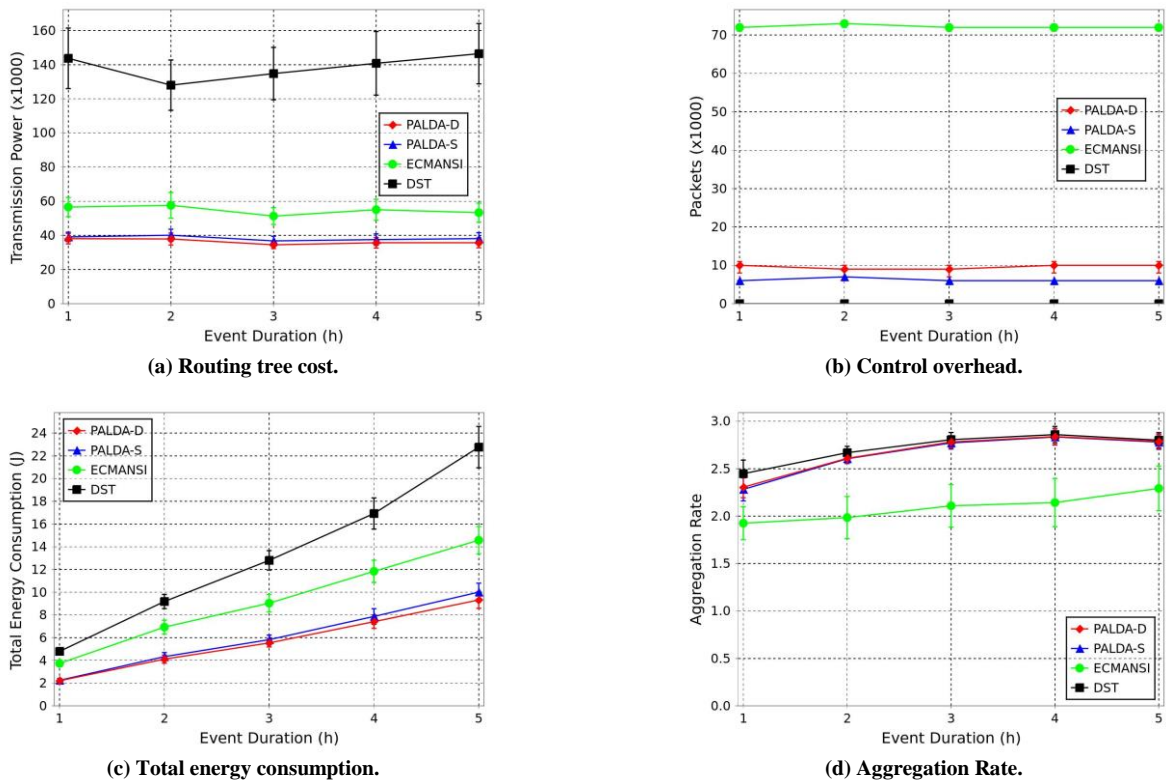 160
140
120
100
80
60
40
20
0
Transmission Power (x1000)
PALDA-D
PALDA-S
ECMANSI
DST
1 2 3 4 5
Event Duration (h)
(a) Routing tree cost.
70
60
50
40
30
20
10
0
Packets (x1000)
PALDA-D
PALDA-S
ECMANSI
DST
1 2 3 4 5
Event Duration (h)
(b) Control overhead.
24
22
20
18
16
14
12
10
8
6
4
2
0
Total Energy Consumption (J)
PALDA-D
PALDA-S
ECMANSI
DST
1 2 3 4 5
Event Duration (h)
(c) Total energy consumption.
3.0
2.5
2.0
1.5
1.0
0.5
0.0
Aggregation Rate
PALDA-D
PALDA-S
ECMANSI
DST
1 2 3 4 5
Event Duration (h)
(d) Aggregation Rate.